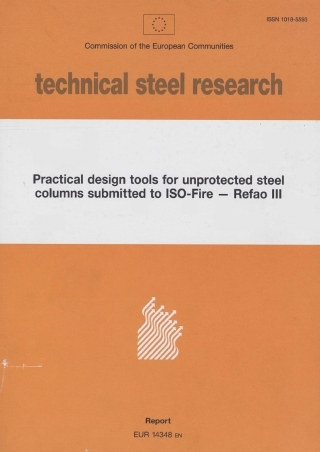 ISSN 1018-5593
Commission of the European Communities
technical steel research
Practical design tools for unprotected steel
columns submitted to ISO-Fire — Refao III
Report
EUR 14348 EN